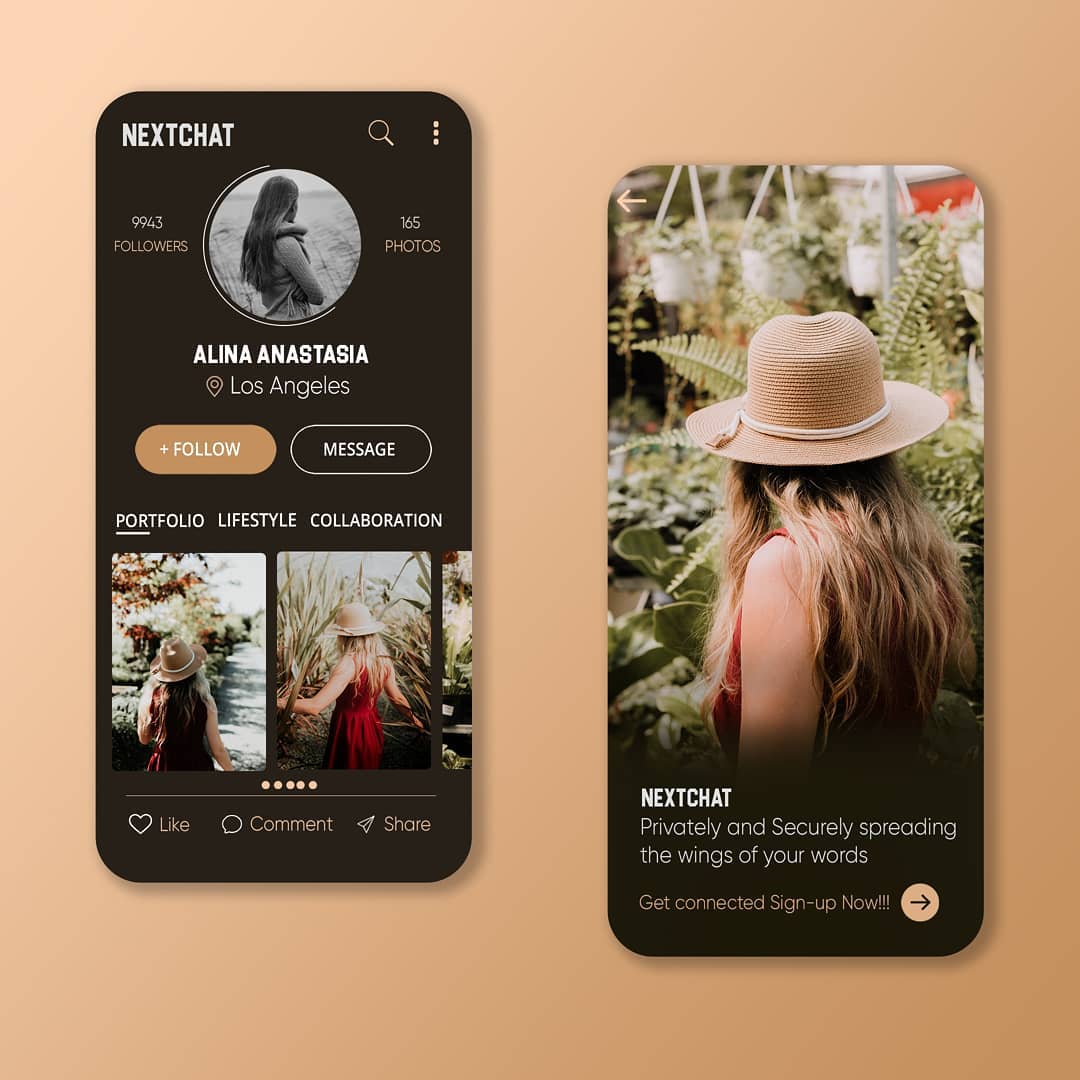 NEXTCHAT
9943
FOLLOWERS
165
PHOTOS
ALINA ANASTASIA
Los Angeles
+ FOLLOW
MESSAGE
PORTFOLIO LIFESTYLE COLLABORATION
Like Comment Share
NEXTCHAT
Privately and Securely spreading
the wings of your words
Get connected Sign-up Now!!!